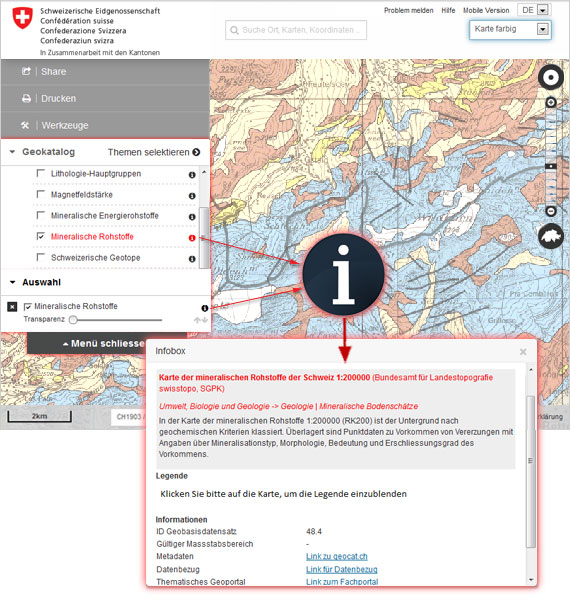 Schweizerische Eidgenossenschaft
Confédération suisse
Confederazione Svizzera
Confederaziun svizra
In Zusammenarbeit mit den Kantonen
Problem melden Hilfe Mobile Version DE
Suche Ort, Karten, Koordinaten ...
Karte farbig
Share
Drucken
Werkzeuge
Geokatalog Themen selektieren
Lithologie-Hauptgruppen
Magnetfeldstärke
Mineralische Energierohstoffe
Mineralische Rohstoffe
Schweizerische Geotope
Auswahl
Mineralische Rohstoffe
Transparenz
Menü schliesse
i
Wildhorn
2km
CH1903 /
klärung
Infobox
Karte der mineralischen Rohstoffe der Schweiz 1:200000 (Bundesamt für Landestopografie
swisstopo, SGPK)
Umwelt, Biologie und Geologie -> Geologie | Mineralische Bodenschätze
In der Karte der mineralischen Rohstoffe 1:200000 (RK200) ist der Untergrund nach
geochemischen Kriterien klassiert. Überlagert sind Punktdaten zu Vorkommen von Vererzungen mit
Angaben über Mineralisationstyp, Morphologie, Bedeutung und Erschliessungsgrad des
Vorkommens.
Legende
Klicken Sie bitte auf die Karte, um die Legende einzublenden
Informationen
ID Geobasisdatensatz 48.4
Gültiger Massstabsbereich -
Metadaten Link zu geocat.ch
Datenbezug Link für Datenbezug
Thematisches Geoportal Link zum Fachportal